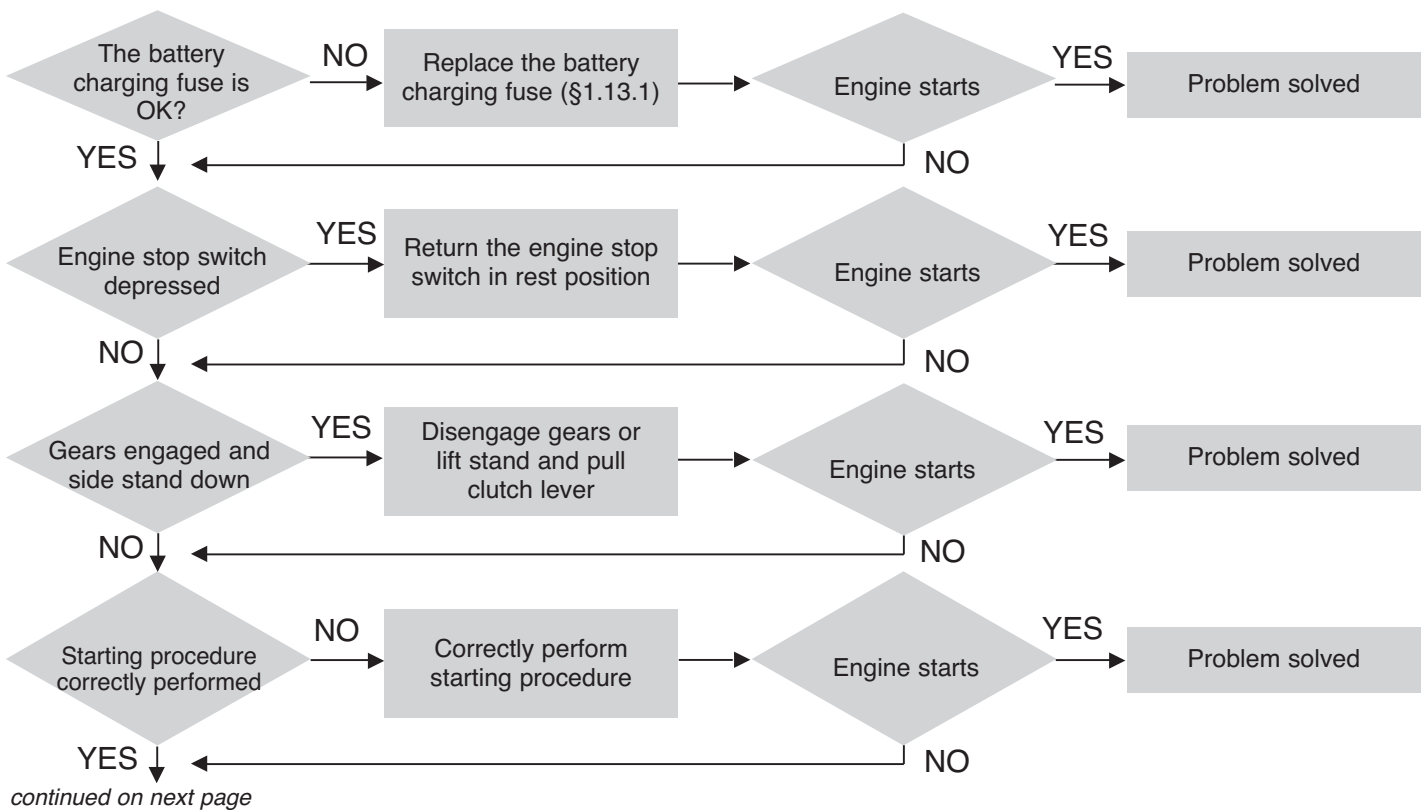 The battery
charging fuse is
OK?
NO
Replace the battery
charging fuse (§1.13.1)
Engine starts
YES
Problem solved
YES
NO
Engine stop switch
depressed
YES
Return the engine stop
switch in rest position
Engine starts
YES
Problem solved
NO
NO
Gears engaged and
side stand down
YES
Disengage gears or
lift stand and pull
clutch lever
Engine starts
YES
Problem solved
NO
NO
Starting procedure
correctly performed
NO
Correctly perform
starting procedure
Engine starts
YES
Problem solved
YES
NO
continued on next page